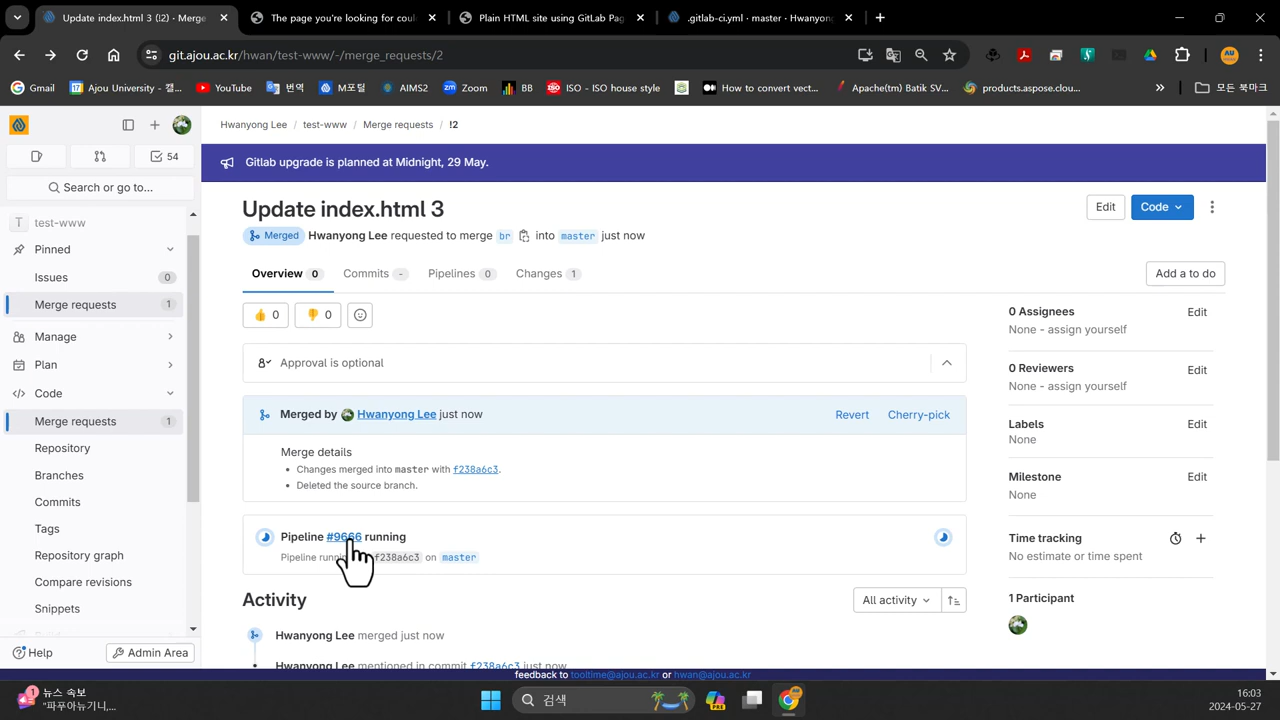 Update index.html 3 (!2) · Merge
The page you're looking for coul
Plain HTML site using GitLab Pag
.gitlab-ci.yml · master · Hwanyong
git.ajou.ac.kr/hwan/test-www/-/merge_requests/2
Gmail
Ajou University - 캘...
YouTube
번역
M포털
AIMS2
Zoom
BB
ISO - ISO house style
How to convert vect...
Apache(tm) Batik SV...
products.aspose.clou...
모든 북마크
54
Search or go to...
T test-www
Pinned
Issues 0
Merge requests 1
Manage
Plan
Code
Merge requests 1
Repository
Branches
Commits
Tags
Repository graph
Compare revisions
Snippets
Build
Help
Admin Area
Hwanyong Lee / test-www / Merge requests / !2
Gitlab upgrade is planned at Midnight, 29 May.
Update index.html 3
Edit
Code
Merged Hwanyong Lee requested to merge br into master just now
Overview 0 Commits - Pipelines 0 Changes 1
Add a to do
0
0
Approval is optional
Merged by Hwanyong Lee just now
Revert Cherry-pick
Merge details
• Changes merged into master with f238a6c3.
• Deleted the source branch.
Pipeline #9666 running
Pipeline f238a6c3 on master
Activity
All activity
Hwanyong Lee merged just now
Hwanyong Lee mentioned in commit f238a6c3 just now
0 Assignees Edit
None - assign yourself
0 Reviewers Edit
None - assign yourself
Labels Edit
None
Milestone Edit
None
Time tracking
No estimate or time spent
1 Participant
feedback to tooltime@ajou.ac.kr or hwan@ajou.ac.kr
1
뉴스 속보
"파푸아뉴기니,...
검색
PRE
16:03
2024-05-27